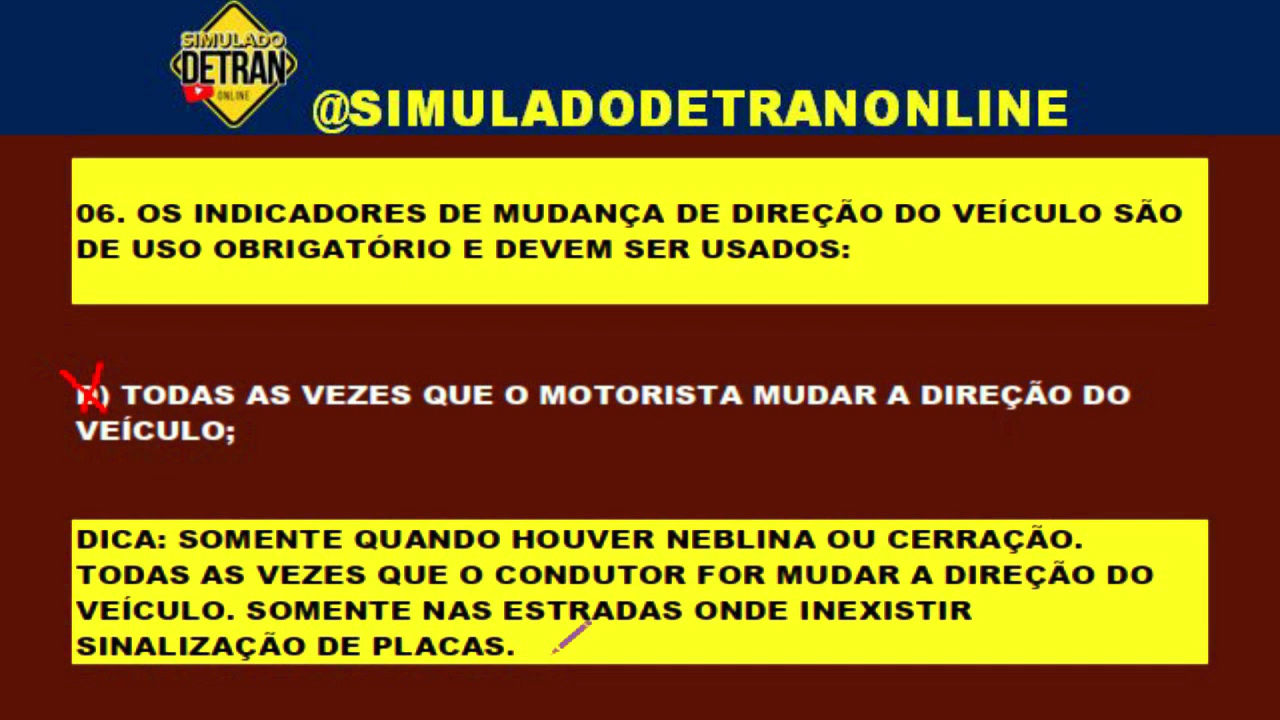 SIMULADO
DETRAN
ONLINE
@SIMULADODETRANONLINE
06. OS INDICADORES DE MUDANÇA DE DIREÇÃO DO VEÍCULO SÃO
DE USO OBRIGATÓRIO E DEVEM SER USADOS:
TODAS AS VEZES QUE O MOTORISTA MUDAR A DIREÇÃO DO
VEÍCULO;
DICA: SOMENTE QUANDO HOUVER NEBLINA OU CERRAÇÃO.
TODAS AS VEZES QUE O CONDUTOR FOR MUDAR A DIREÇÃO DO
VEÍCULO. SOMENTE NAS ESTRADAS ONDE INEXISTIR
SINALIZAÇÃO DE PLACAS.